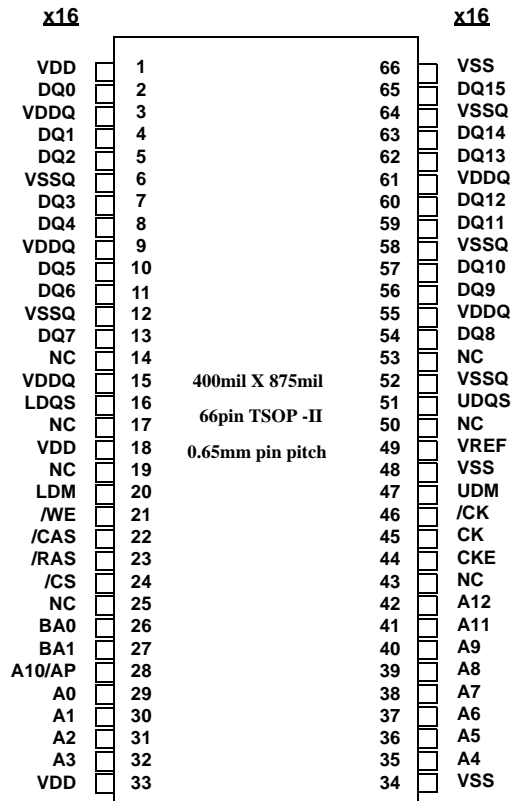 x16 x16
VDD 1 66 VSS
DQ0 2 65 DQ15
VDDQ 3 64 VSSQ
DQ1 4 63 DQ14
DQ2 5 62 DQ13
VSSQ 6 61 VDDQ
DQ3 7 60 DQ12
DQ4 8 59 DQ11
VDDQ 9 58 VSSQ
DQ5 10 57 DQ10
DQ6 11 56 DQ9
VSSQ 12 55 VDDQ
DQ7 13 54 DQ8
NC 14 53 NC
VDDQ 15 400mil X 875mil 52 VSSQ
LDQS 16 66pin TSOP -II 51 UDQS
NC 17 50 NC
VDD 18 0.65mm pin pitch 49 VREF
NC 19 48 VSS
LDM 20 47 UDM
/WE 21 46 /CK
/CAS 22 45 CK
/RAS 23 44 CKE
/CS 24 43 NC
NC 25 42 A12
BA0 26 41 A11
BA1 27 40 A9
A10/AP 28 39 A8
A0 29 38 A7
A1 30 37 A6
A2 31 36 A5
A3 32 35 A4
VDD 33 34 VSS